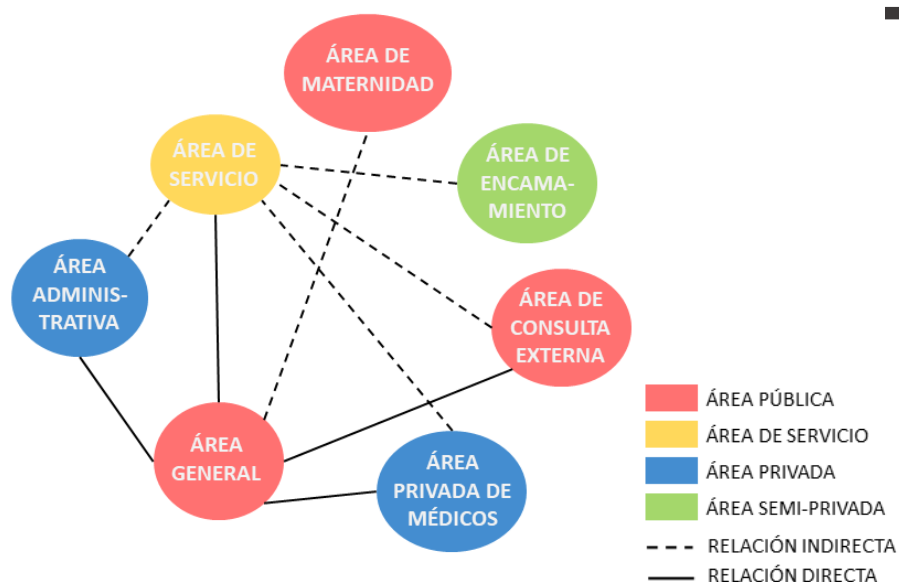 ÁREA DE
MATERNIDAD
ÁREA DE
SERVICIO
ÁREA DE
ENCAMA-
MIENTO
ÁREA
ADMINIS-
TRATIVA
ÁREA DE
CONSULTA
EXTERNA
ÁREA
GENERAL
ÁREA
PRIVADA DE
MÉDICOS
ÁREA PÚBLICA
ÁREA DE SERVICIO
ÁREA PRIVADA
ÁREA SEMI-PRIVADA
RELACIÓN INDIRECTA
RELACIÓN DIRECTA